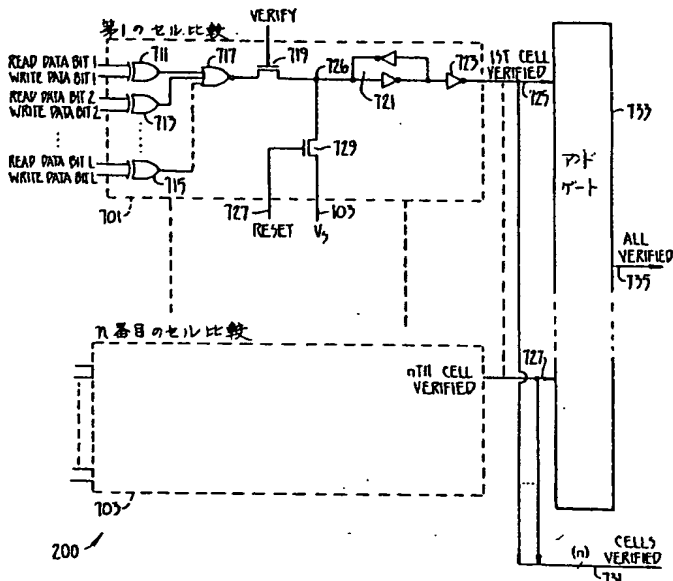 VERIFY
第1のセル比較
READ DATA BIT 1
WRITE DATA BIT 1
711
717
719
726
723
1ST CELL
VERIFIED
725
733
READ DATA BIT 2
WRITE DATA BIT 2
713
721
729
アンド
ゲート
READ DATA BIT L
WRITE DATA BIT L
715
701
727
RESET
103
Vs
ALL
VERIFIED
735
n番目のセル比較
nTH CELL
VERIFIED
727
703
200
(n)
CELLS
VERIFIED
731